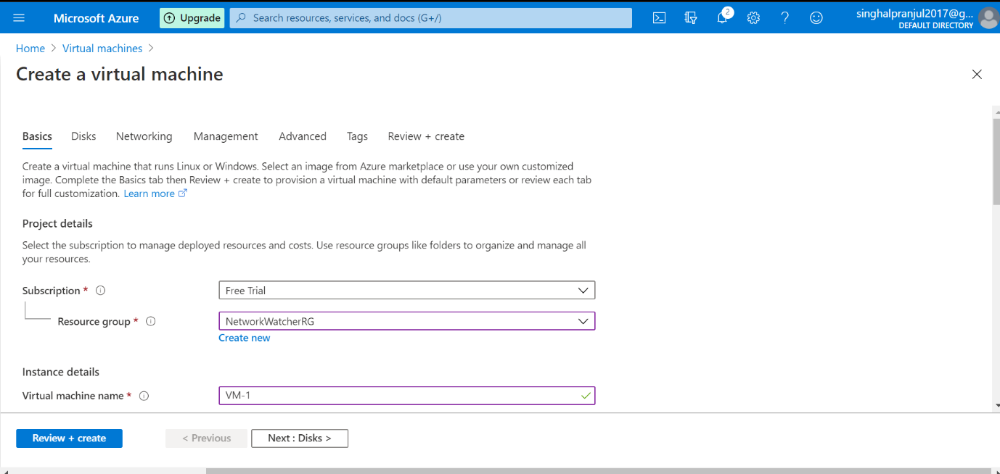 Microsoft Azure
Upgrade
Search resources, services, and docs (G+/)
2
singhalpranjul2017@g...
DEFAULT DIRECTORY
Home > Virtual machines >
Create a virtual machine
Basics Disks Networking Management Advanced Tags Review + create
Create a virtual machine that runs Linux or Windows. Select an image from Azure marketplace or use your own customized
image. Complete the Basics tab then Review + create to provision a virtual machine with default parameters or review each tab
for full customization. Learn more
Project details
Select the subscription to manage deployed resources and costs. Use resource groups like folders to organize and manage all
your resources.
Subscription * Free Trial
Resource group * NetworkWatcherRG
Create new
Instance details
Virtual machine name * VM-1
Review + create < Previous Next : Disks >